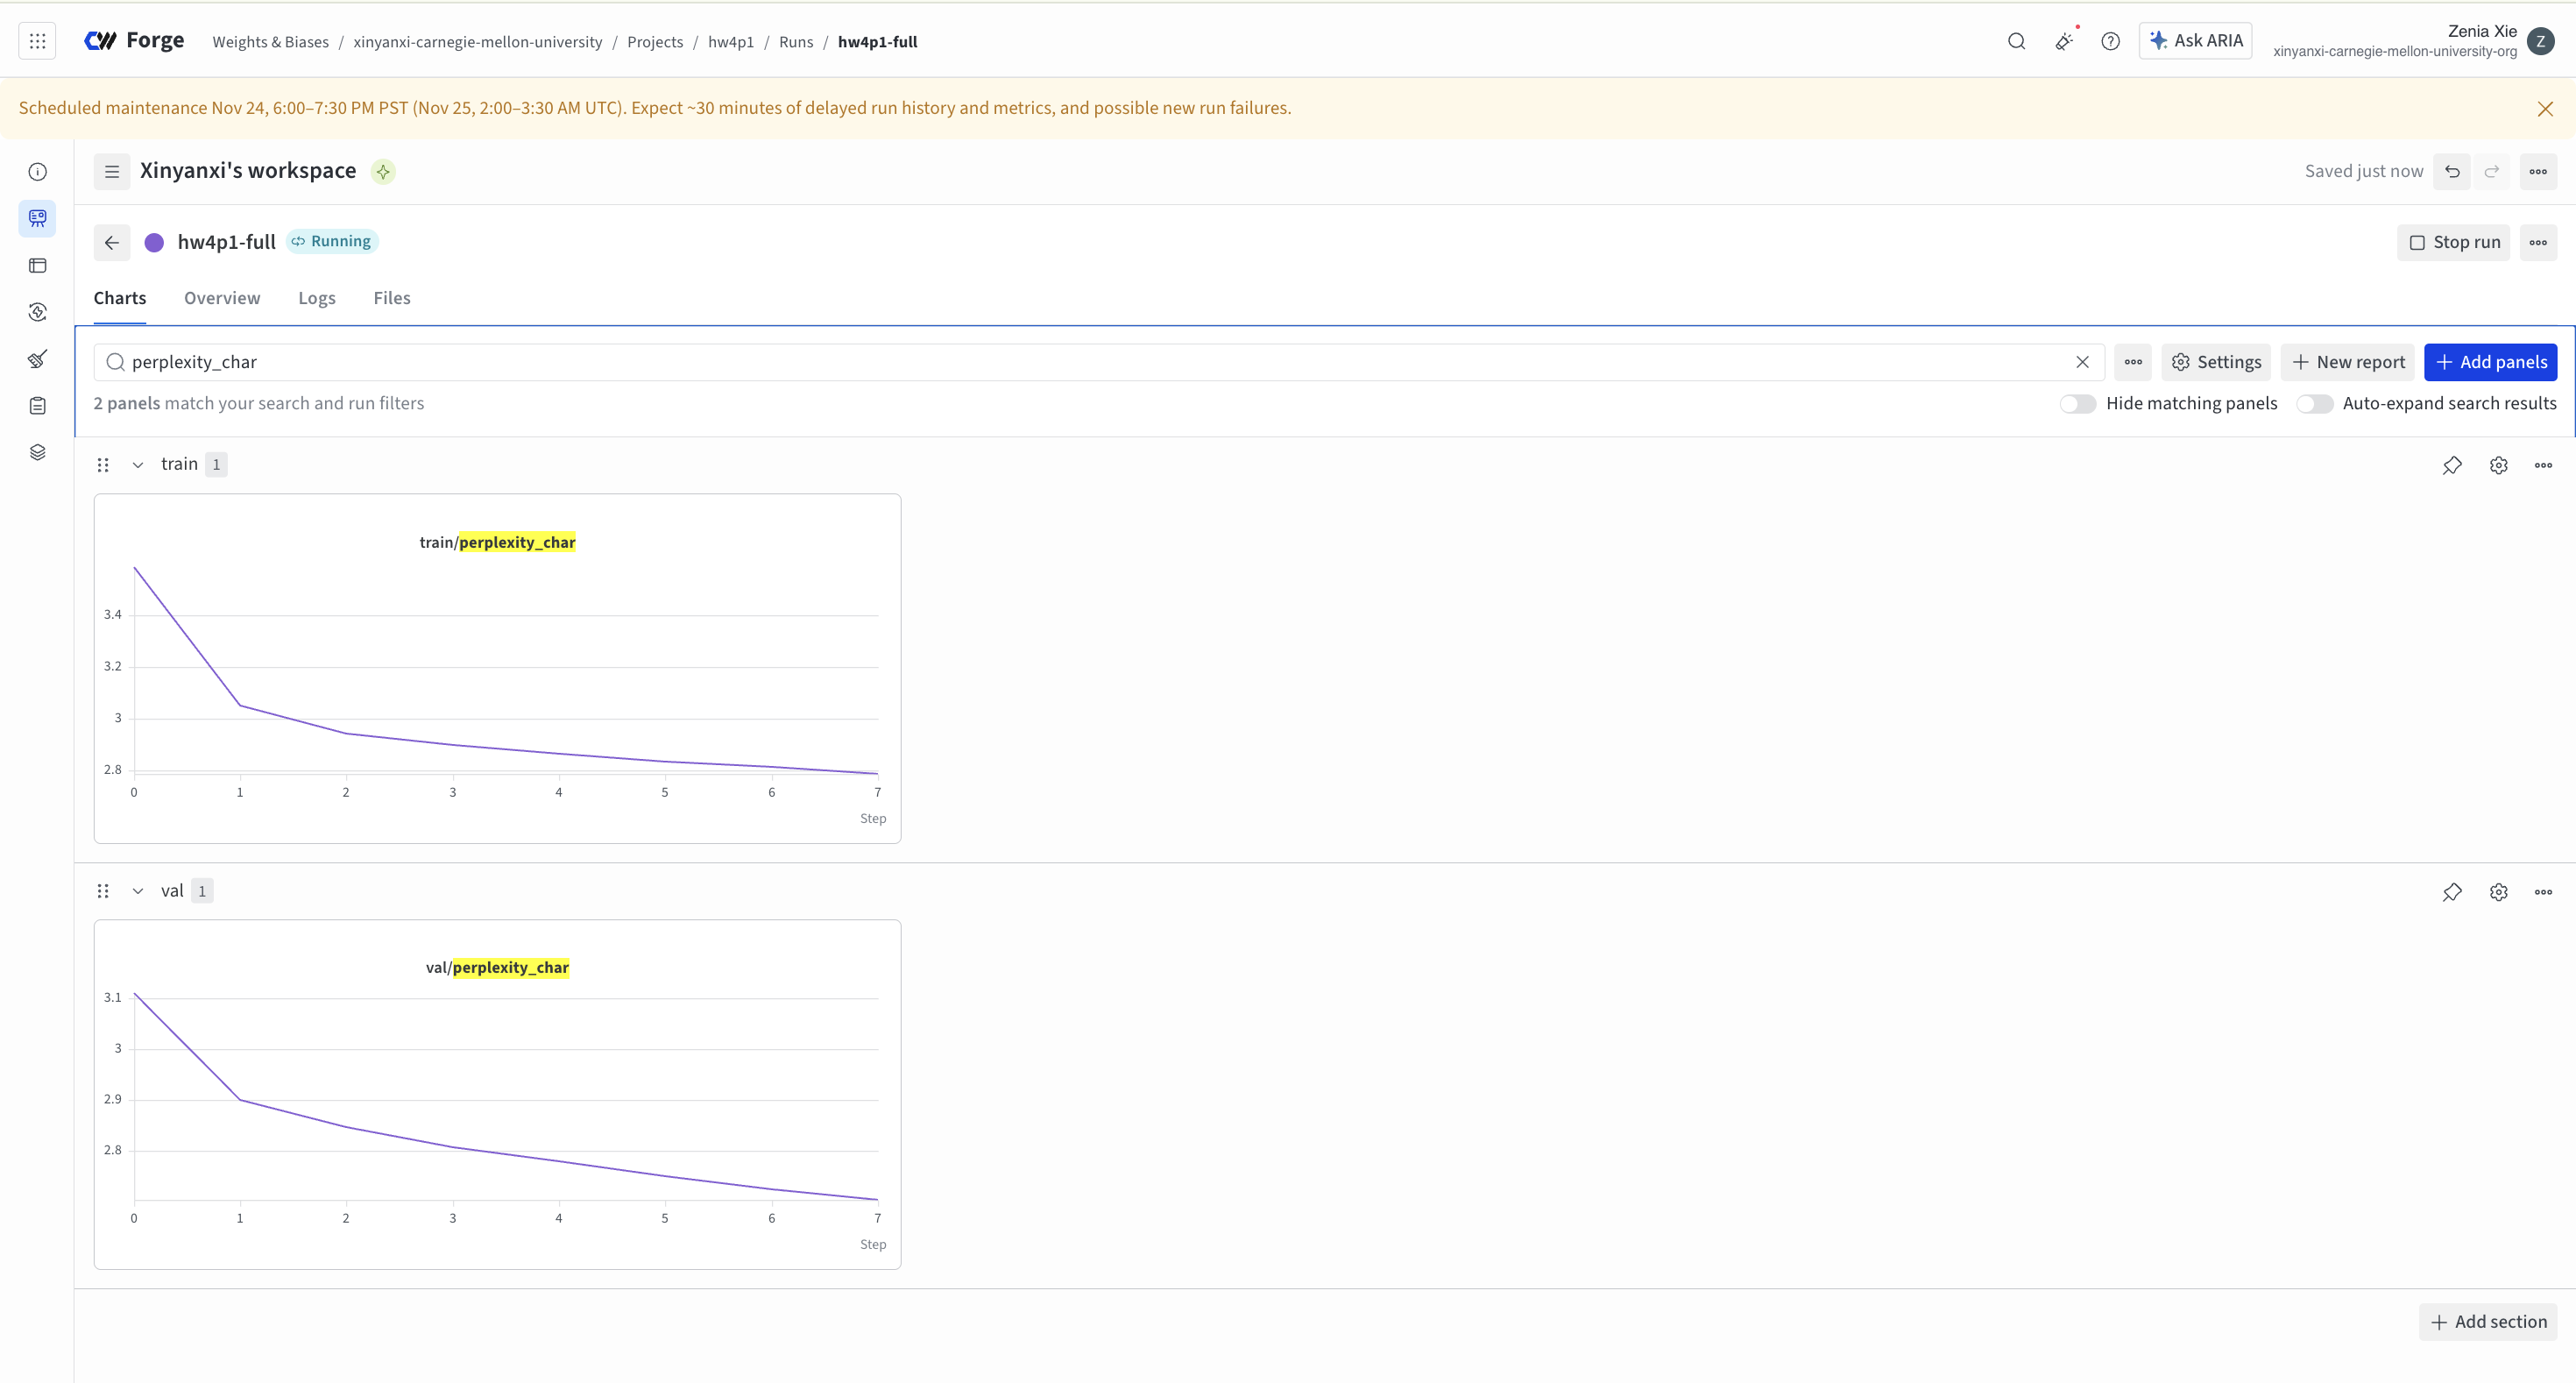 Forge
Weights & Biases / xinyanxi-carnegie-mellon-university / Projects / hw4p1 / Runs / hw4p1-full
Ask ARIA
Zenia Xie
xinyanxi-carnegie-mellon-university-org
Z
Scheduled maintenance Nov 24, 6:00–7:30 PM PST (Nov 25, 2:00–3:30 AM UTC). Expect ~30 minutes of delayed run history and metrics, and possible new run failures.
Xinyanxi's workspace
Saved just now
hw4p1-full
Running
Stop run
Charts Overview Logs Files
perplexity_char
Settings
New report
Add panels
2 panels match your search and run filters
Hide matching panels
Auto-expand search results
train 1
train/perplexity_char
3.4
3.2
3
2.8
0 1 2 3 4 5 6 7
Step
val 1
val/perplexity_char
3.1
3
2.9
2.8
0 1 2 3 4 5 6 7
Step
Add section